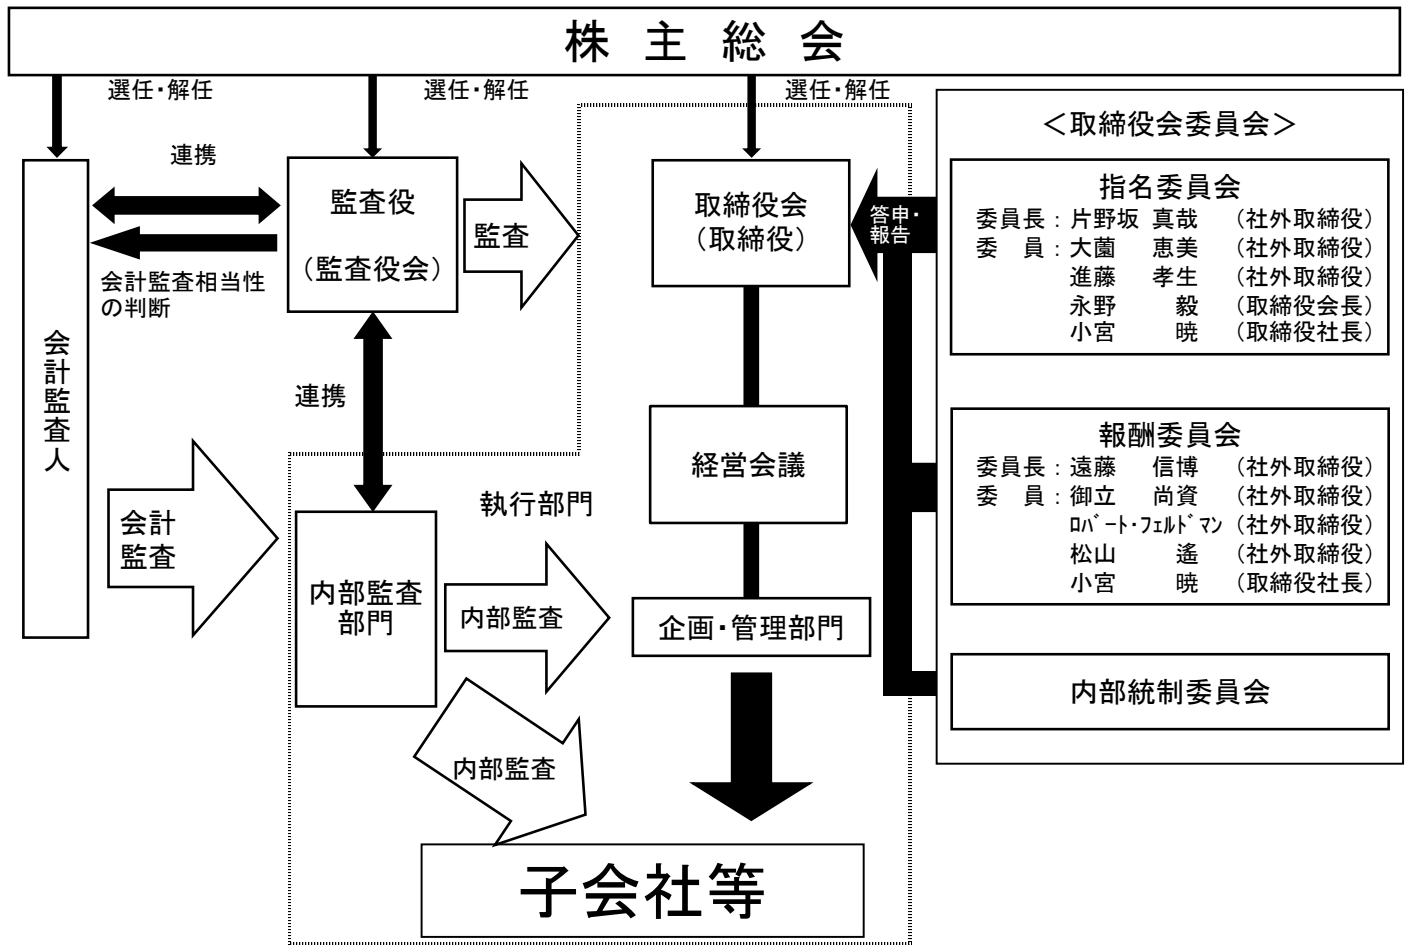 株 主 総 会
選任・解任
選任・解任
選任・解任
連携
監査役
（監査役会）
監査
会計監査相当性
の判断
会計監査人
連携
会計
監査
取締役会
（取締役）
答申・
報告
経営会議
執行部門
内部監査
部門
内部監査
内部監査
企画・管理部門
子会社等
＜取締役会委員会＞
指名委員会
委員長：片野坂 真哉 （社外取締役）
委 員：大薗 恵美 （社外取締役）
進藤 孝生 （社外取締役）
永野 毅 （取締役会長）
小宮 暁 （取締役社長）
報酬委員会
委員長：遠藤 信博 （社外取締役）
委 員：御立 尚資 （社外取締役）
ﾛﾊﾞｰﾄ・ﾌｪﾙﾄﾞﾏﾝ （社外取締役）
松山 遙 （社外取締役）
小宮 暁 （取締役社長）
内部統制委員会